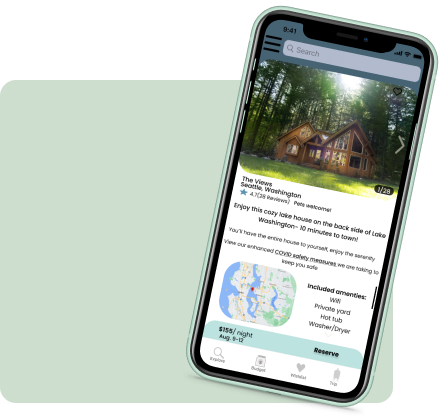 9:41
Search
1/28
The Views
Seattle, Washington
4.7(28 Reviews) Pets welcome!
Enjoy this cozy lake house on the back side of Lake
Washington- 10 minutes to town!
You'll have the entire house to yourself, enjoy the serenity
View our enhanced COVID safety measures we are taking to
keep you safe
Included amenties:
Wifi
Private yard
Hot tub
Washer/Dryer
$155/ night
Aug. 9-12
Reserve
Explore
Budget
Wishlist
Trip